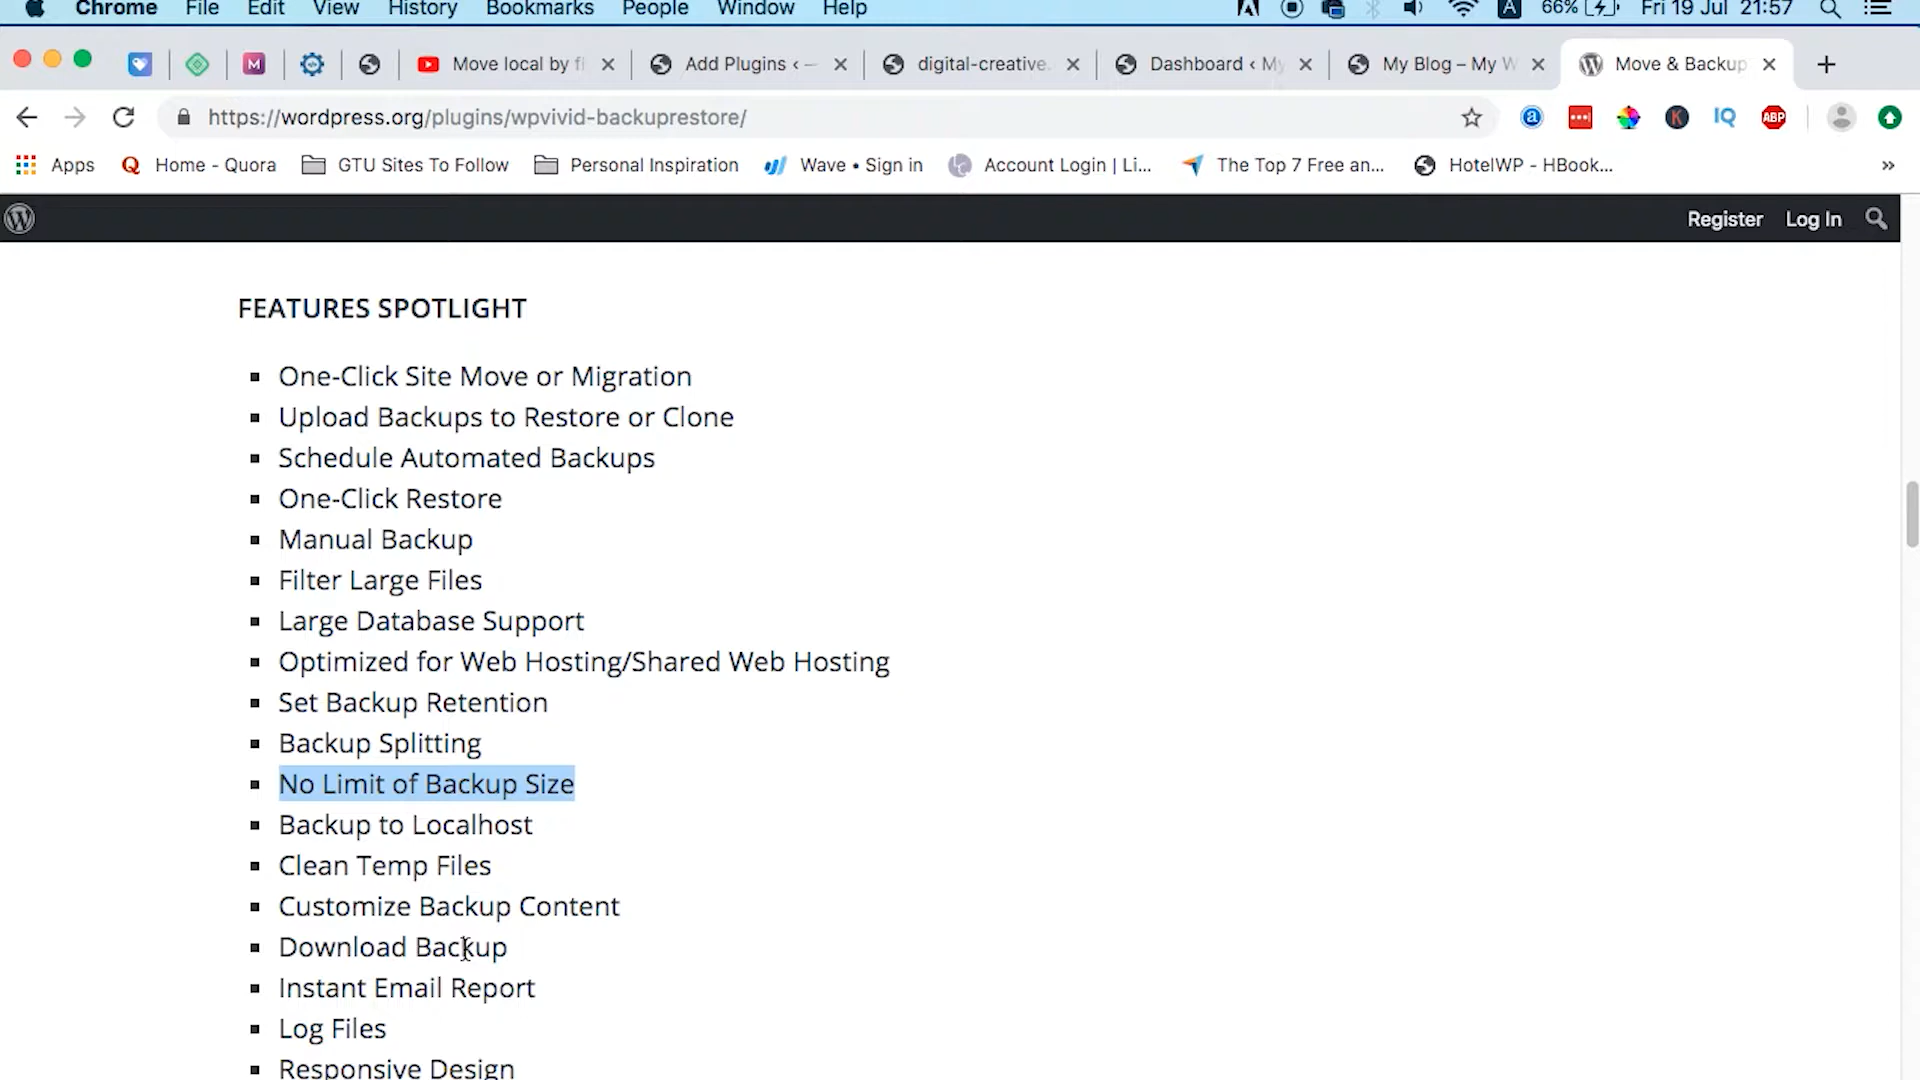 Chrome File Edit View History Bookmarks People Window Help A 66% Fri 19 Jul 21:57
Move local by fl Add Plugins ‹ — digital-creative. Dashboard ‹ My My Blog – My W Move & Backup
https://wordpress.org/plugins/wpvivid-backuprestore/ IQ ABP
Apps Home - Quora GTU Sites To Follow Personal Inspiration Wave • Sign in Account Login | Li... The Top 7 Free an... HotelWP - HBook... »
Register Log In
FEATURES SPOTLIGHT
One-Click Site Move or Migration
Upload Backups to Restore or Clone
Schedule Automated Backups
One-Click Restore
Manual Backup
Filter Large Files
Large Database Support
Optimized for Web Hosting/Shared Web Hosting
Set Backup Retention
Backup Splitting
No Limit of Backup Size
Backup to Localhost
Clean Temp Files
Customize Backup Content
Download Backup
Instant Email Report
Log Files
Responsive Design